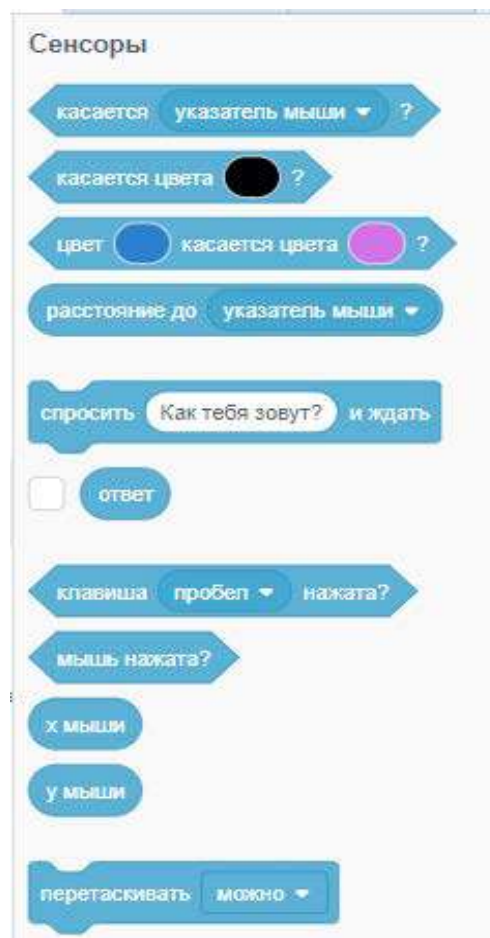 Сенсоры
касается указатель мыши ?
касается цвета ?
цвет касается цвета ?
расстояние до указатель мыши
спросить Как тебя зовут? и ждать
ответ
клавиша пробел нажата?
мышь нажата?
х мыши
у мыши
перетаскивать можно